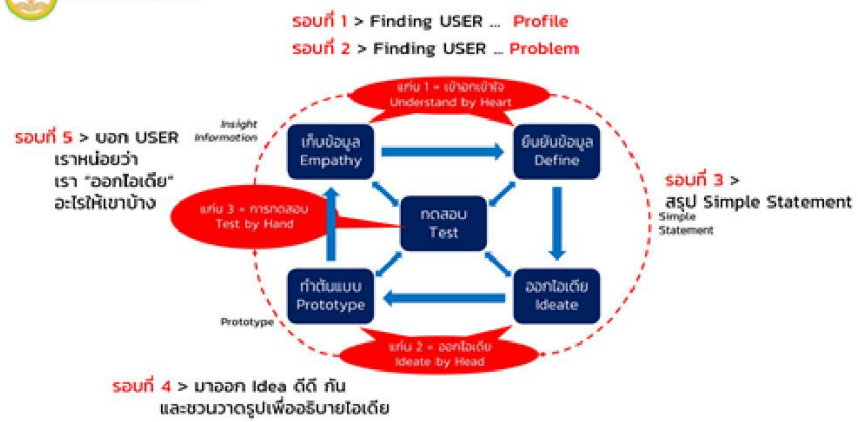 รอบที่ 1 > Finding USER ... Profile
รอบที่ 2 > Finding USER ... Problem
แก่น 1 = เข้าอกเข้าใจ
Understand by Heart
Insight
Information
เก็บข้อมูล
Empathy
ยืนยันข้อมูล
Define
รอบที่ 5 > บอก USER
เราหน่อยว่า
เรา “ออกไอเดีย”
อะไรให้เขาบ้าง
แก่น 3 = การทดสอบ
Test by Hand
ทดสอบ
Test
รอบที่ 3 >
สรุป Simple Statement
Simple
Statement
ทำต้นแบบ
Prototype
ออกไอเดีย
Ideate
Prototype
แก่น 2 = ออกไอเดีย
Ideate by Head
รอบที่ 4 > มาออก Idea ดีดี กัน
และชวนวาดรูปเพื่ออธิบายไอเดีย